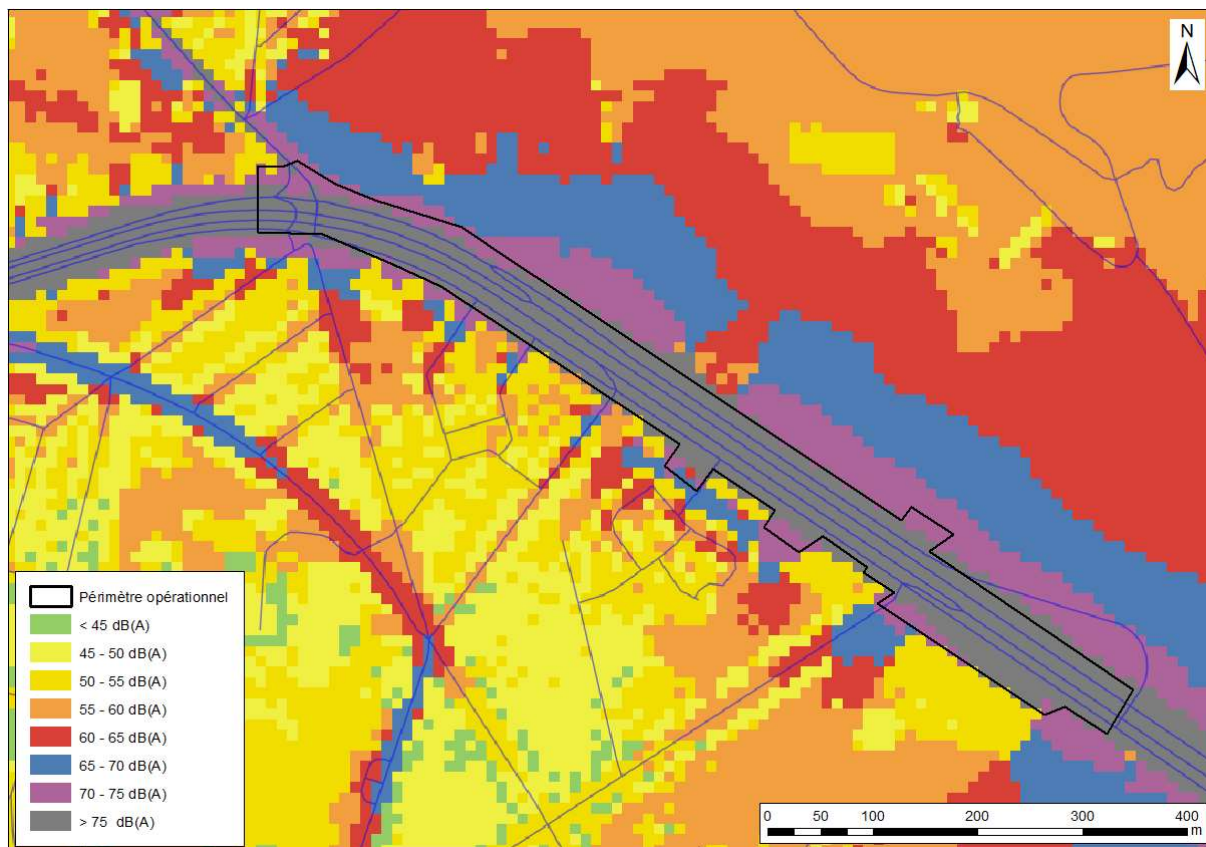 N
Périmètre opérationnel
< 45 dB(A)
45 - 50 dB(A)
50 - 55 dB(A)
55 - 60 dB(A)
60 - 65 dB(A)
65 - 70 dB(A)
70 - 75 dB(A)
> 75 dB(A)
0 50 100 200 300 400
m